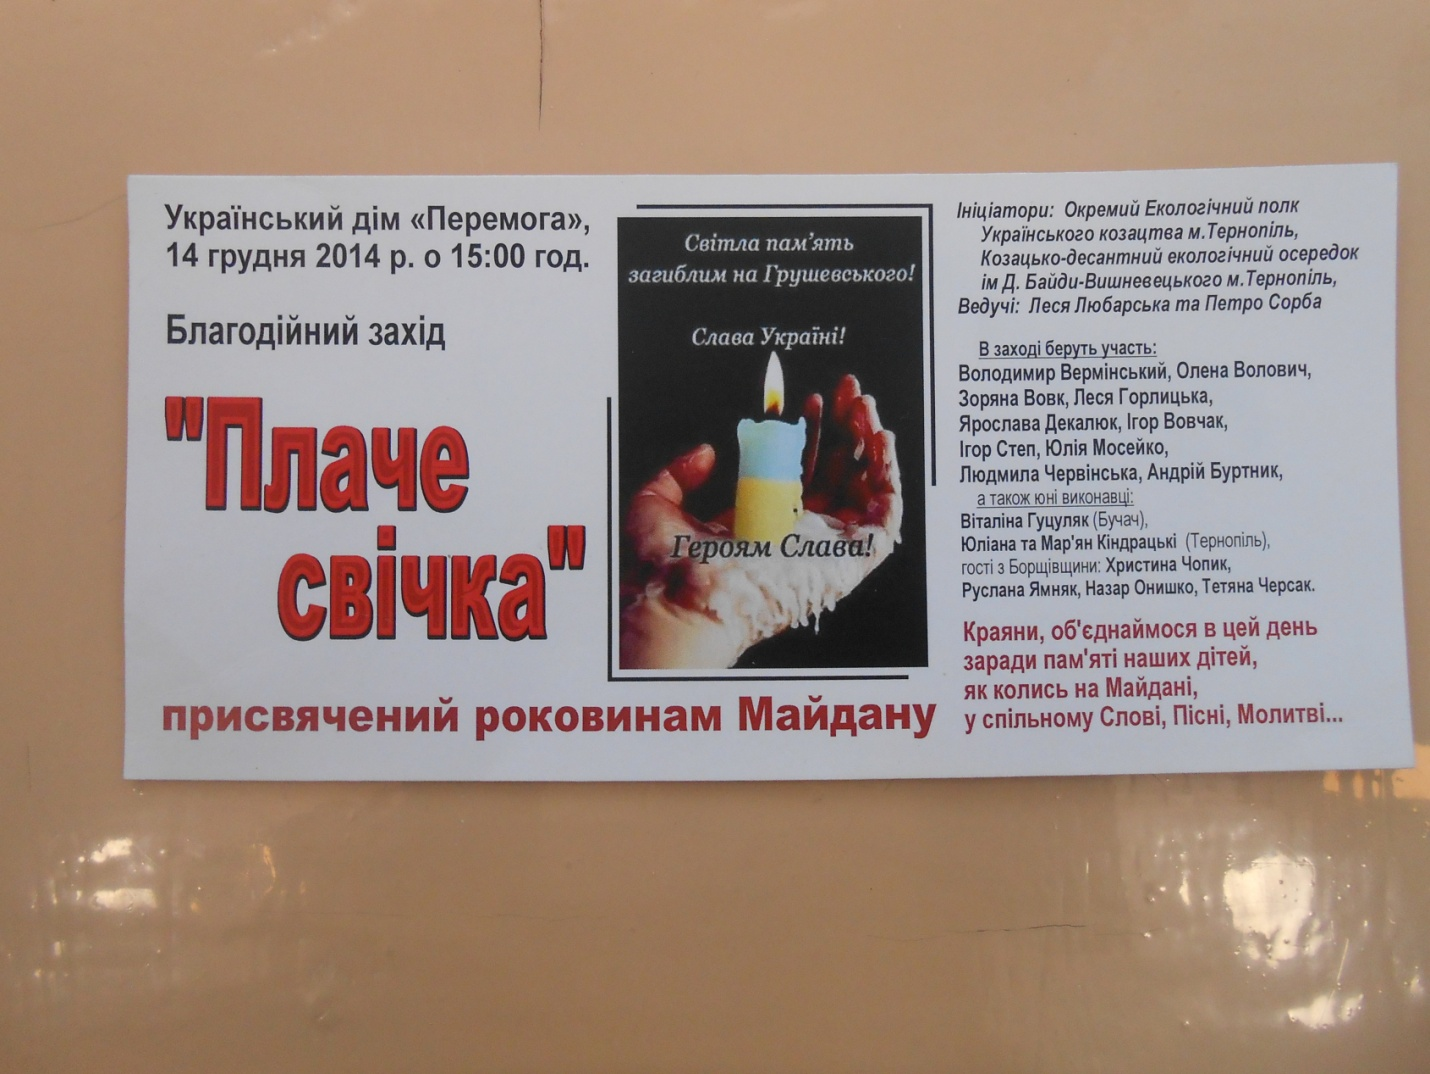 Український дім «Перемога»,
14 грудня 2014 р. о 15:00 год.
Благодійний захід
"Плаче
свічка"
присвячений роковинам Майдану
Світла пам’ять
загиблим на Грушевського!
Слава Україні!
Героям Слава!
Ініціатори: Окремий Екологічний полк
Українського козацтва м.Тернопіль,
Козацько-десантний екологічний осередок
ім Д. Байди-Вишневецького м.Тернопіль,
Ведучі: Леся Любарська та Петро Сорба
В заході беруть участь:
Володимир Вермінський, Олена Волович,
Зоряна Вовк, Леся Горлицька,
Ярослава Декалюк, Ігор Вовчак,
Ігор Степ, Юлія Мосейко,
Людмила Червінська, Андрій Буртник,
а також юні виконавці:
Віталіна Гуцуляк (Бучач),
Юліана та Мар'ян Кіндрацькі (Тернопіль),
гості з Борщівщини: Христина Чопик,
Руслана Ямняк, Назар Онишко, Тетяна Черсак.
Краяни, об'єднаймося в цей день
заради пам'яті наших дітей,
як колись на Майдані,
у спільному Слові, Пісні, Молитві...